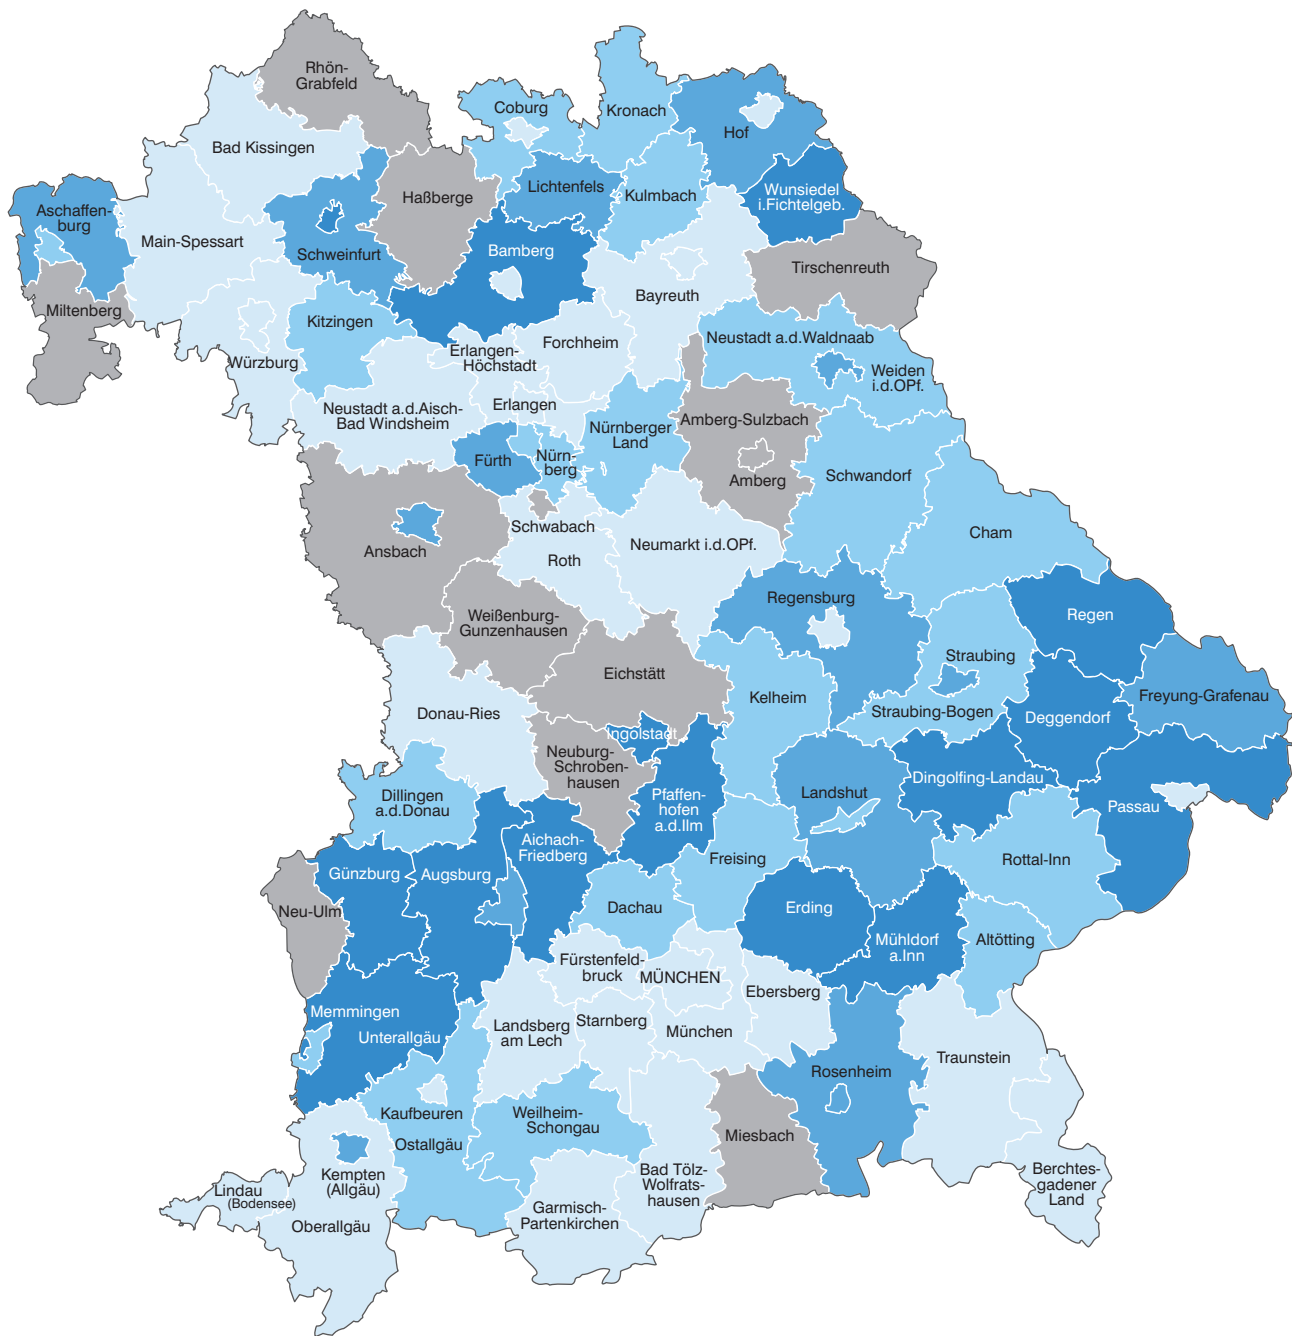 Rhön-
Grabfeld
Coburg
Kronach
Hof
Bad Kissingen
Lichtenfels
Haßberge
Kulmbach
Wunsiedel
i.Fichtelgeb.
Aschaffen-
burg
Main-Spessart
Schweinfurt
Bamberg
Tirschenreuth
Bayreuth
Miltenberg
Kitzingen
Neustadt a.d.Waldnaab
Forchheim
Erlangen-
Höchstadt
Würzburg
Weiden
i.d.OPf.
Neustadt a.d.Aisch-
Bad Windsheim
Erlangen
Nürnberger
Land
Amberg-Sulzbach
Fürth
Nürn-
berg
Amberg
Schwandorf
Schwabach
Cham
Ansbach
Roth
Neumarkt i.d.OPf.
Regensburg
Regen
Weißenburg-
Gunzenhausen
Straubing
Eichstätt
Kelheim
Freyung-Grafenau
Donau-Ries
Straubing-Bogen
Deggendorf
Ingolstadt
Neuburg-
Schroben-
hausen
Dingolfing-Landau
Dillingen
a.d.Donau
Pfaffen-
hofen
a.d.Ilm
Landshut
Passau
Aichach-
Friedberg
Freising
Rottal-Inn
Günzburg
Augsburg
Neu-Ulm
Dachau
Erding
Mühldorf
a.Inn
Altötting
Fürstenfeld-
bruck
MÜNCHEN
Ebersberg
Memmingen
Unterallgäu
Landsberg
am Lech
Starnberg
München
Traunstein
Rosenheim
Kaufbeuren
Weilheim-
Schongau
Miesbach
Ostallgäu
Kempten
(Allgäu)
Bad Tölz-
Wolfrats-
hausen
Berchtes-
gadener
Land
Lindau
(Bodensee)
Oberallgäu
Garmisch-
Partenkirchen